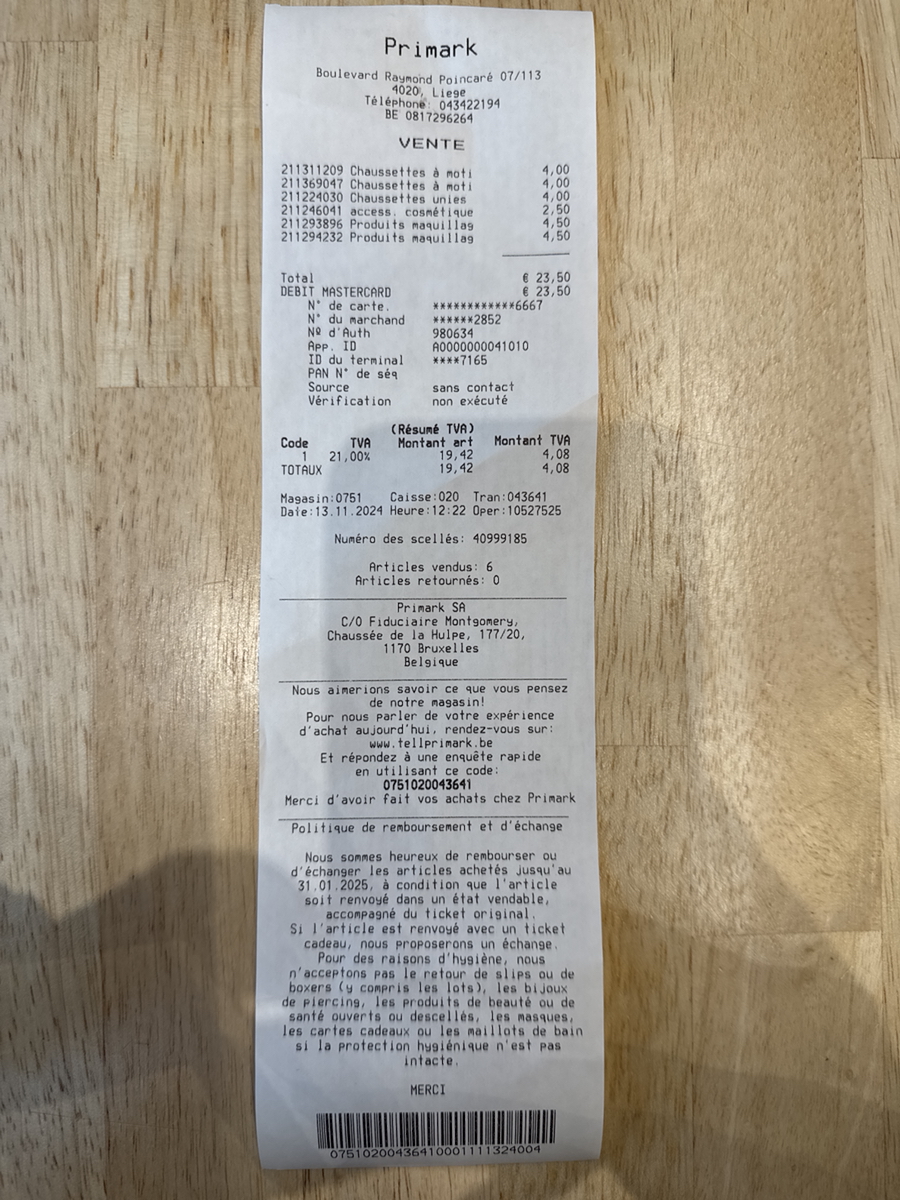 Primark
Boulevard Raymond Poincaré 07/113
4020, Liege
Téléphone: 043422194
BE 0817296264
VENTE
211311209 Chaussettes à moti 4,00
211369047 Chaussettes à moti 4,00
211224030 Chaussettes unies 4,00
211246041 access. cosmétique 2,50
211293896 Produits maquillag 4,50
211294232 Produits maquillag 4,50
Total € 23,50
DEBIT MASTERCARD € 23,50
N° de carte. ************6667
N° du marchand ******2852
Nº d'Auth 980634
App. ID A0000000041010
ID du terminal ****7165
PAN N° de séq
Source sans contact
Vérification non exécuté
(Résumé TVA)
Code TVA Montant art Montant TVA
1 21,00% 19,42 4,08
TOTAUX 19,42 4,08
Magasin:0751 Caisse:020 Tran:043641
Date:13.11.2024 Heure:12:22 Oper:10527525
Numéro des scellés: 40999185
Articles vendus: 6
Articles retournés: 0
Primark SA
C/O Fiduciaire Montgomery,
Chaussée de la Hulpe, 177/20,
1170 Bruxelles
Belgique
Nous aimerions savoir ce que vous pensez
de notre magasin!
Pour nous parler de votre expérience
d'achat aujourd'hui, rendez-vous sur:
www.tellprimark.be
Et répondez à une enquête rapide
en utilisant ce code:
0751020043641
Merci d'avoir fait vos achats chez Primark
Politique de remboursement et d'échange
Nous sommes heureux de rembourser ou
d'échanger les articles achetés jusqu'au
31.01.2025, à condition que l'article
soit renvoyé dans un état vendable,
accompagné du ticket original.
Si l'article est renvoyé avec un ticket
cadeau, nous proposerons un échange.
Pour des raisons d'hygiène, nous
n'acceptons pas le retour de slips ou de
boxers (y compris les lots), les bijoux
de piercing, les produits de beauté ou de
santé ouverts ou descellés, les masques,
les cartes cadeaux ou les maillots de bain
si la protection hygiénique n'est pas
intacte.
MERCI
07510200436410001111324004